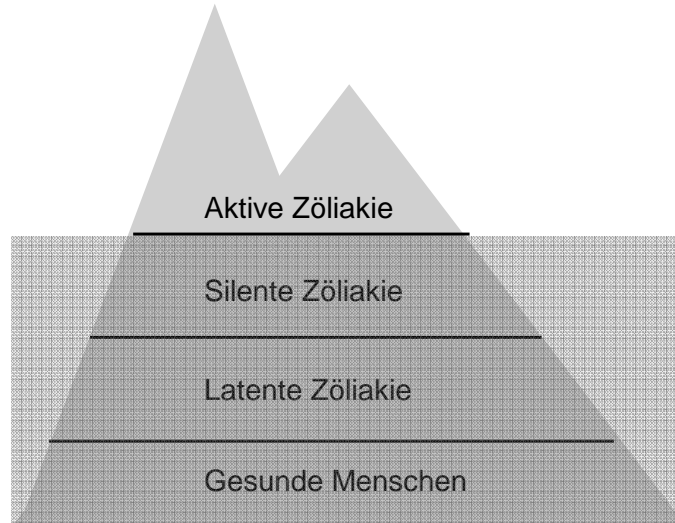 Aktive Zöliakie
Silente Zöliakie
Latente Zöliakie
Gesunde Menschen